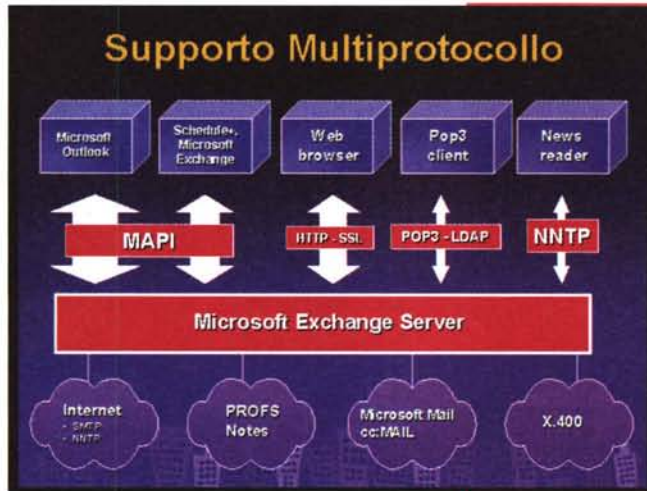 Supporto Multiprotocollo
Microsoft
Outlook
Schedule+,
Microsoft
Exchange
Web
browser
Pop3
client
News
reader
MAPI
HTTP - SSL
POP3 - LDAP
NNTP
Microsoft Exchange Server
Internet
- SMTP
- NNTP
PROFS
Notes
Microsoft Mail
cc:MAIL
X.400